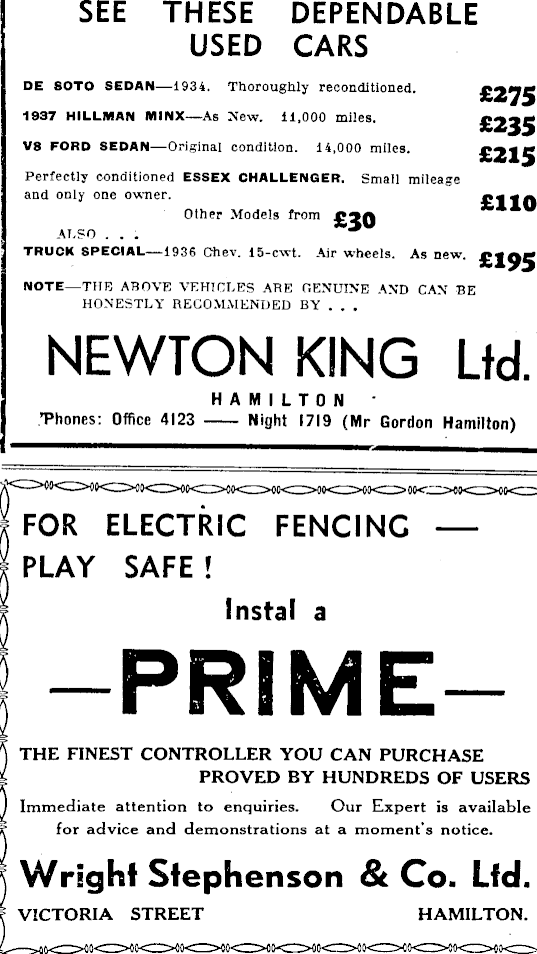 SEE THESE DEPENDABLE
USED CARS
DE SOTO SEDAN—1934. Thoroughly reconditioned. £275
1937 HILLMAN MINX—As New. 11,000 miles. £235
V8 FORD SEDAN—Original condition. 14,000 miles. £215
Perfectly conditioned ESSEX CHALLENGER. Small mileage
and only one owner. £110
Other Models from £30
ALSO . . .
TRUCK SPECIAL—1936 Chev. 15-cwt. Air wheels. As new. £195
NOTE—THE ABOVE VEHICLES ARE GENUINE AND CAN BE
HONESTLY RECOMMENDED BY . . .
NEWTON KING Ltd.
HAMILTON
'Phones: Office 4123 — Night 1719 (Mr Gordon Hamilton)
FOR ELECTRIC FENCING —
PLAY SAFE!
Instal a
—PRIME—
THE FINEST CONTROLLER YOU CAN PURCHASE
PROVED BY HUNDREDS OF USERS
Immediate attention to enquiries. Our Expert is available
for advice and demonstrations at a moment's notice.
Wright Stephenson & Co. Ltd.
VICTORIA STREET HAMILTON.